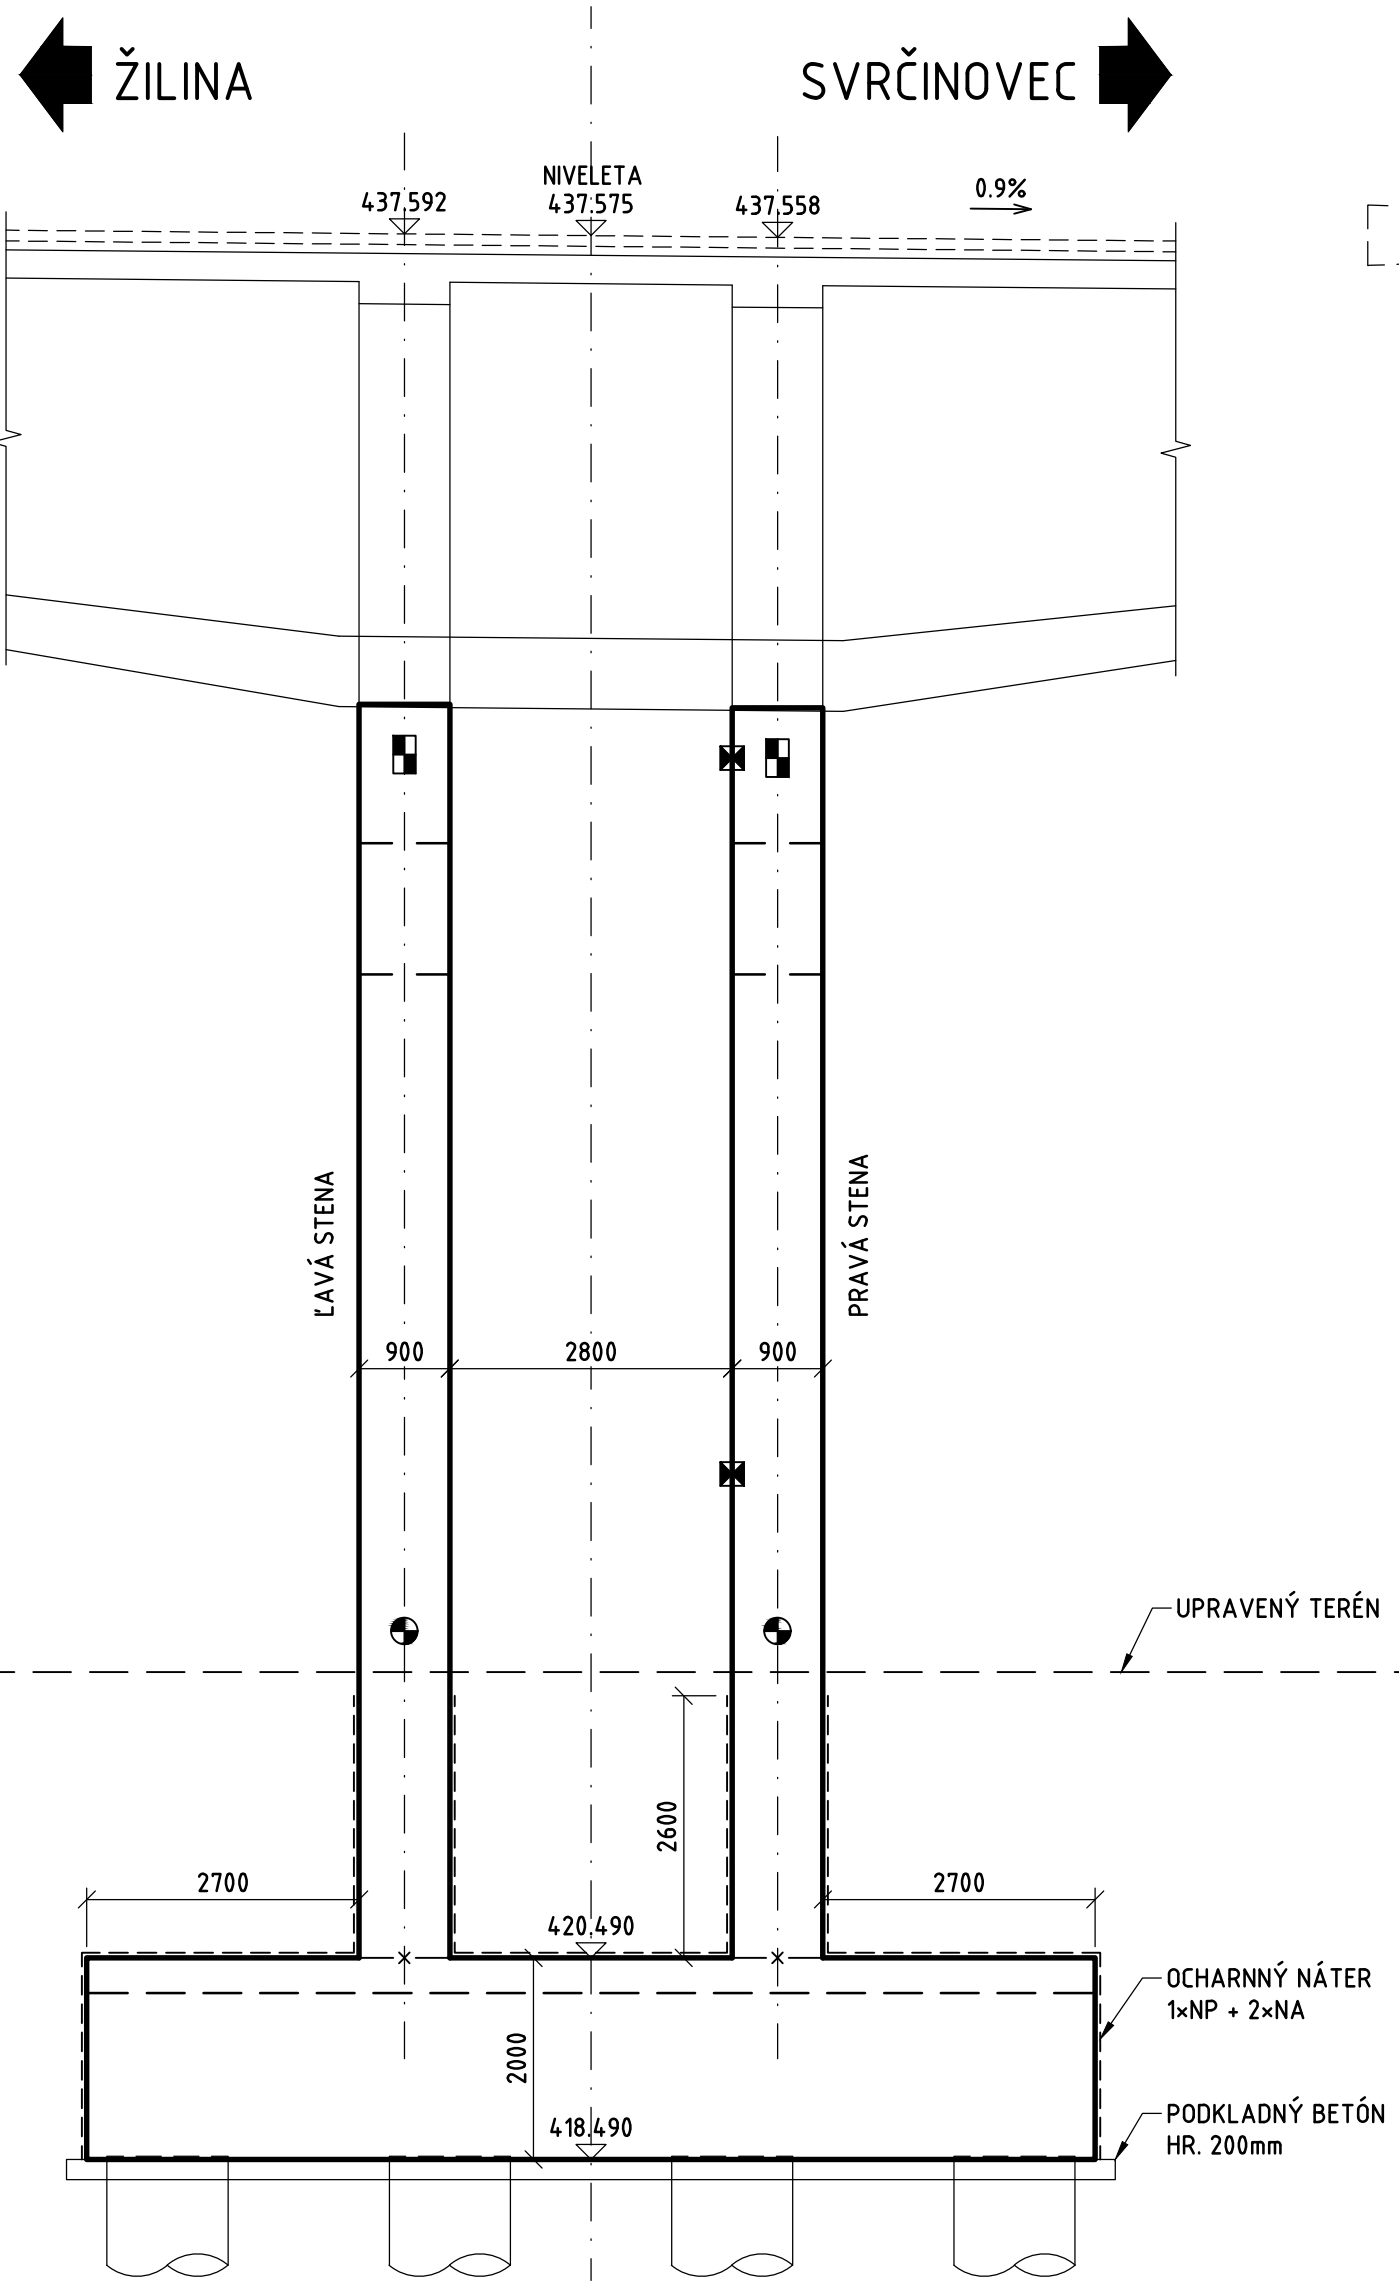 ŽILINA
SVRČINOVEC
NIVELETA
437.592
437.575
437.558
0.9%
ĽAVÁ STENA
PRAVÁ STENA
900
2800
900
UPRAVENÝ TERÉN
2600
2700
2700
420.490
OCHARNNÝ NÁTER
1×NP + 2×NA
2000
418.490
PODKLADNÝ BETÓN
HR. 200mm